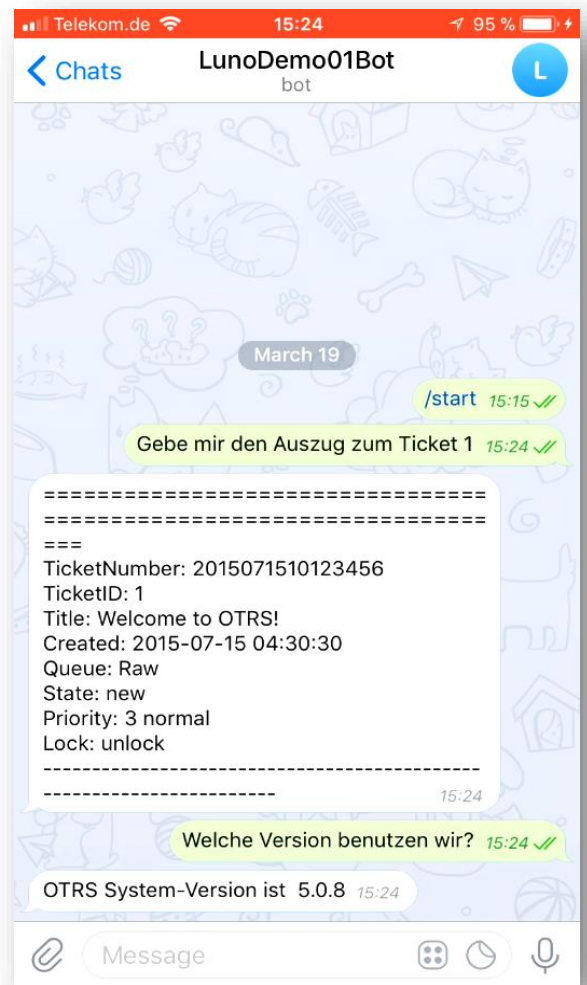 Telekom.de 15:24 95 %
Chats
LunoDemo01Bot
bot
L
March 19
/start 15:15
Gebe mir den Auszug zum Ticket 1 15:24
=================================
=================================
===
TicketNumber: 2015071510123456
TicketID: 1
Title: Welcome to OTRS!
Created: 2015-07-15 04:30:30
Queue: Raw
State: new
Priority: 3 normal
Lock: unlock
--------------------------------------------
------------------------ 15:24
Welche Version benutzen wir? 15:24
OTRS System-Version ist 5.0.8 15:24
Message